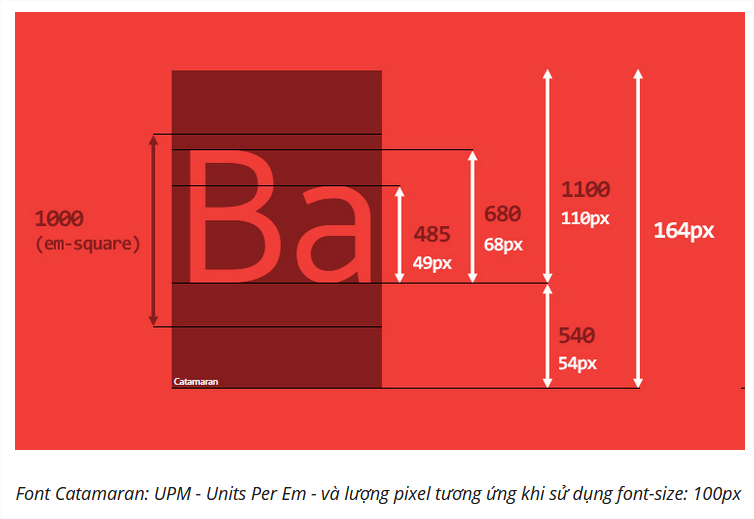 Ba
1000
(em-square)
485
49px
680
68px
1100
110px
164px
540
54px
Catamaran
Font Catamaran: UPM - Units Per Em - và lượng pixel tương ứng khi sử dụng font-size: 100px